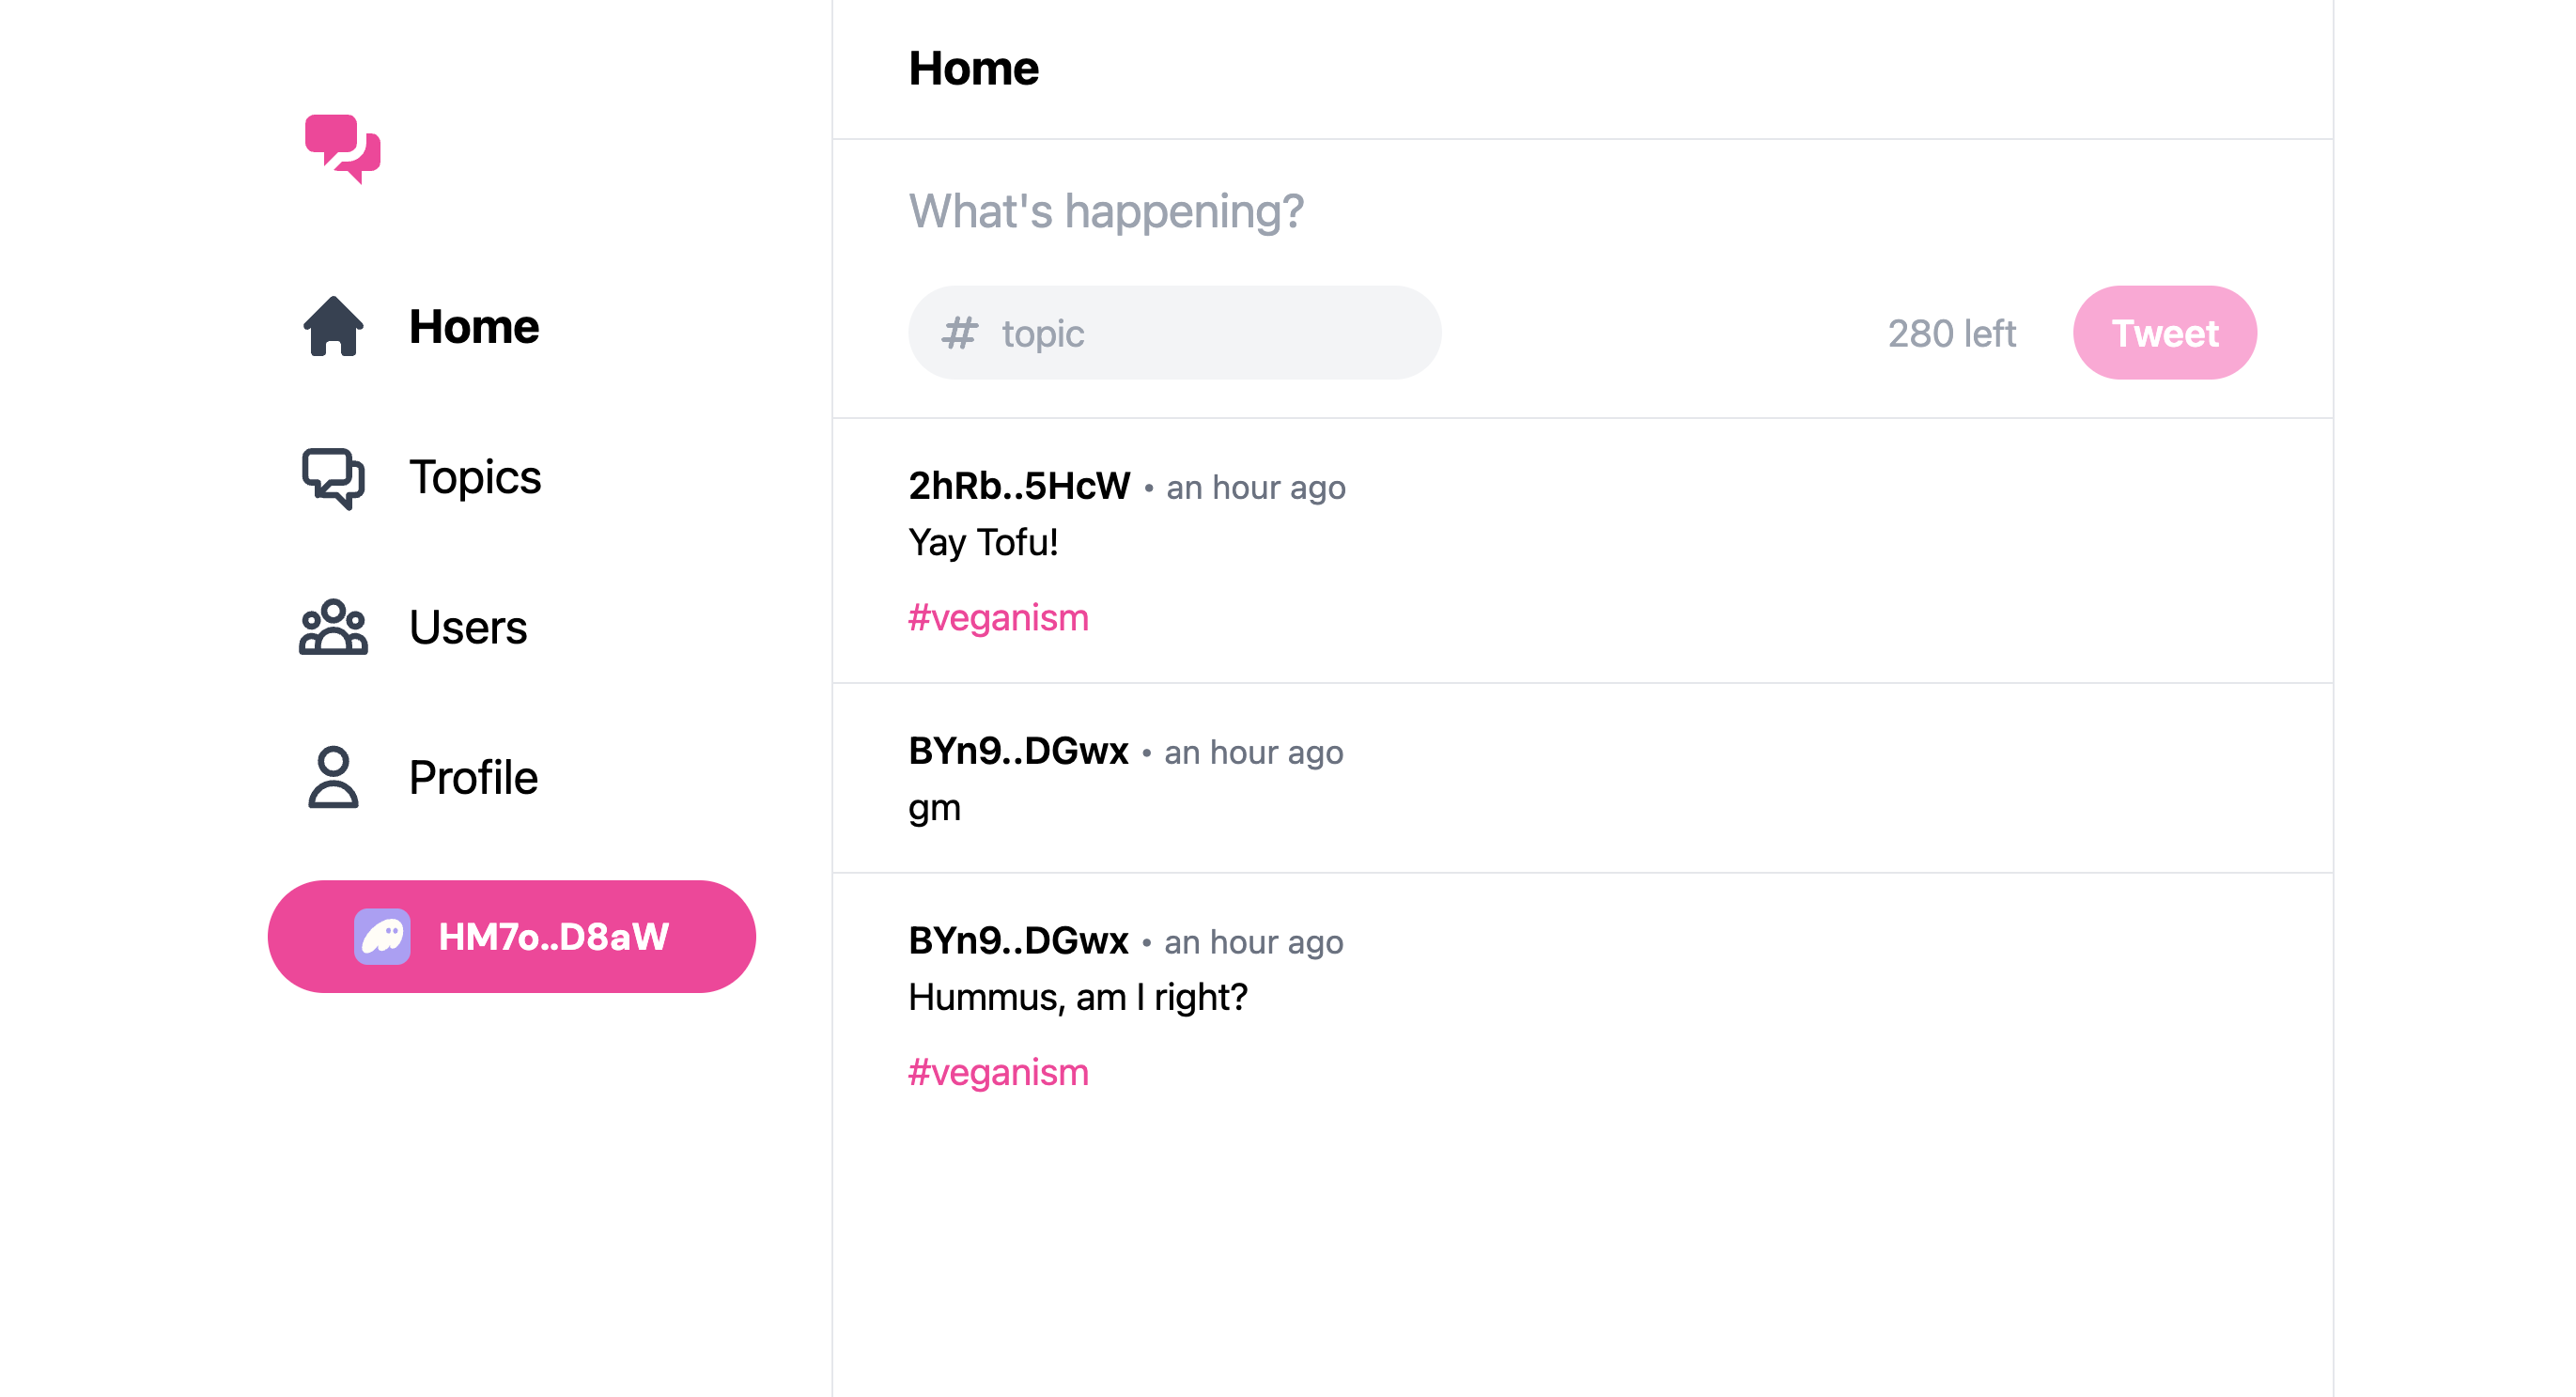 Home
Topics
Users
Profile
HM7o..D8aW
Home
What's happening?
# topic
280 left
Tweet
2hRb..5HcW • an hour ago
Yay Tofu!
#veganism
BYn9..DGwx • an hour ago
gm
BYn9..DGwx • an hour ago
Hummus, am I right?
#veganism